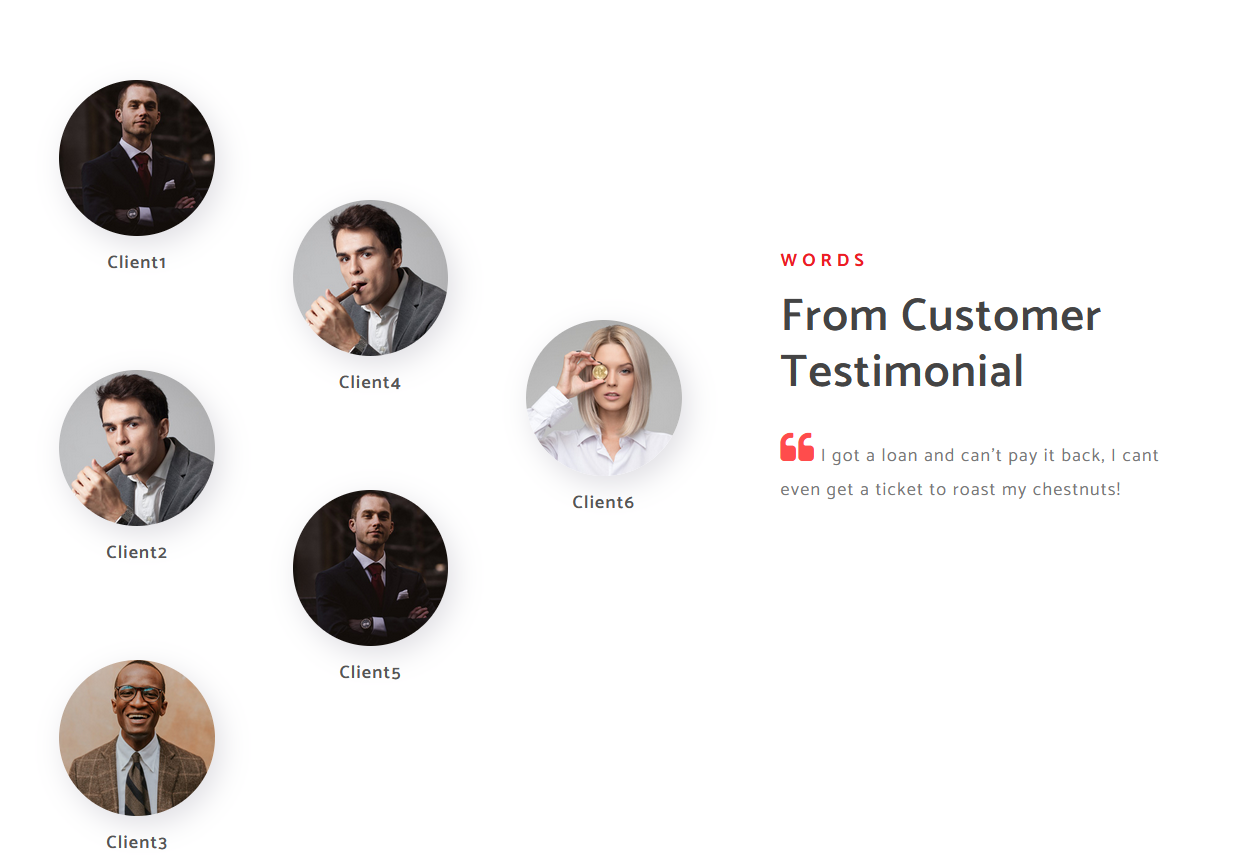 Client1
Client2
Client3
Client4
Client5
Client6
WORDS
From Customer
Testimonial
I got a loan and can't pay it back, I cant
even get a ticket to roast my chestnuts!